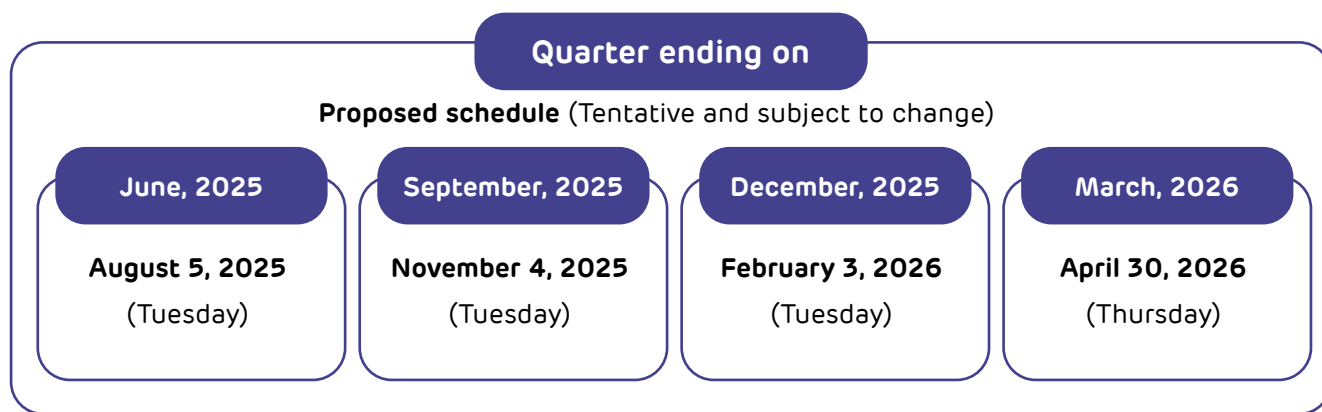 Quarter ending on
Proposed schedule (Tentative and subject to change)
June, 2025
August 5, 2025
(Tuesday)
September, 2025
November 4, 2025
(Tuesday)
December, 2025
February 3, 2026
(Tuesday)
March, 2026
April 30, 2026
(Thursday)